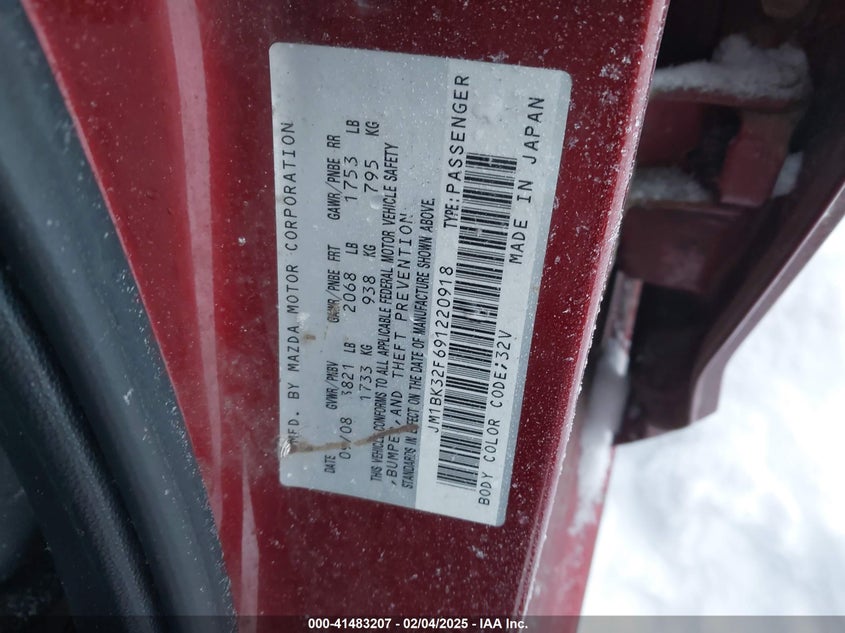 MFD. BY MAZDA MOTOR CORPORATION
DATE GVWR/PNBV GAWR/PNBE FRT GAWR/PNBE RR
/08 3821 LB 2068 LB 1753 LB
1733 KG 938 KG 795 KG
THIS VEHICLE CONFORMS TO ALL APPLICABLE FEDERAL MOTOR VEHICLE SAFETY
,BUMPER, AND THEFT PREVENTION
STANDARDS IN EFFECT ON THE DATE OF MANUFACTURE SHOWN ABOVE.
JM1BK32F691220918 TYPE:PASSENGER
BODY COLOR CODE:32V MADE IN JAPAN
000-41483207 - 02/04/2025 - IAA Inc.